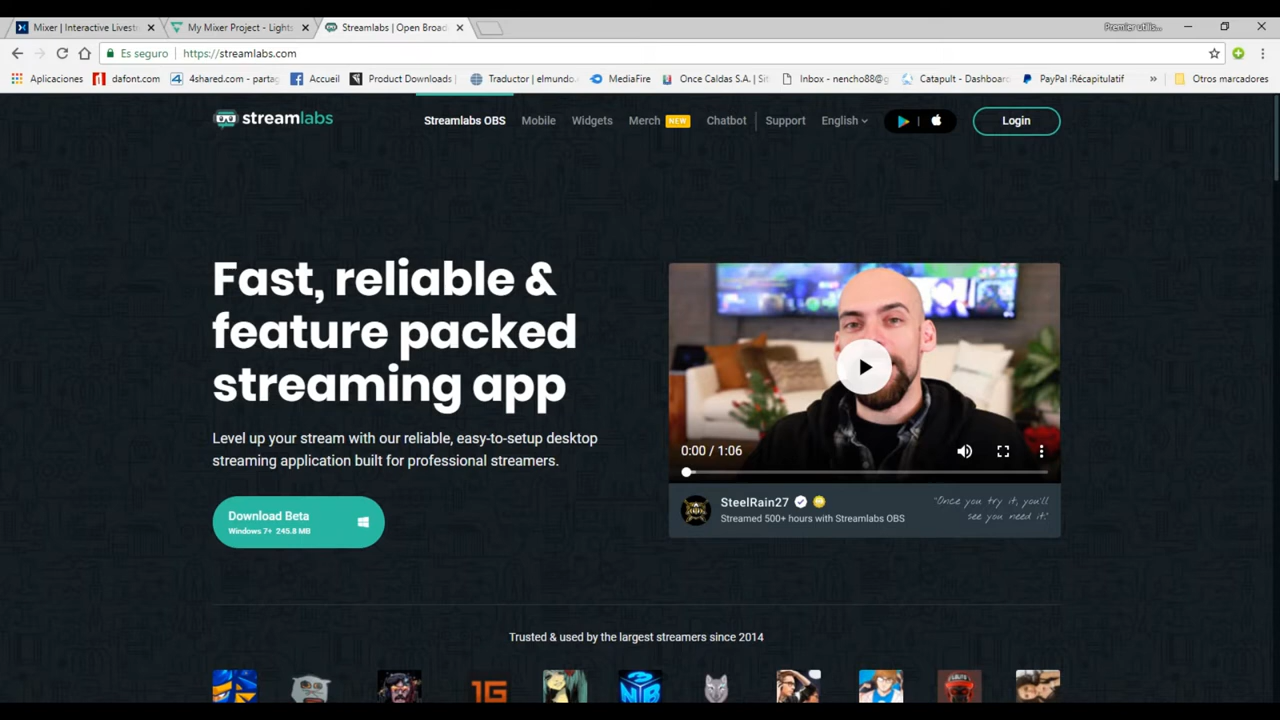 Mixer | Interactive Livest
My Mixer Project - Lights
Streamlabs | Open Broad
Premier utilis...
Es seguro
https://streamlabs.com
Aplicaciones
dafont.com
4shared.com - partag
Accueil
Product Downloads |
Traductor | elmundo.
MediaFire
Once Caldas S.A. | Sit
Inbox - nencho88@g
Catapult - Dashboar
PayPal :Récapitulatif
»
Otros marcadores
streamlabs
Streamlabs OBS
Mobile
Widgets
Merch NEW
Chatbot
Support
English
Login
Fast, reliable &
feature packed
streaming app
Level up your stream with our reliable, easy-to-setup desktop
streaming application built for professional streamers.
Download Beta
Windows 7+ 245.8 MB
0:00 / 1:06
SteelRain27
Streamed 500+ hours with Streamlabs OBS
"Once you try it, you'll
see you need it."
Trusted & used by the largest streamers since 2014
1G